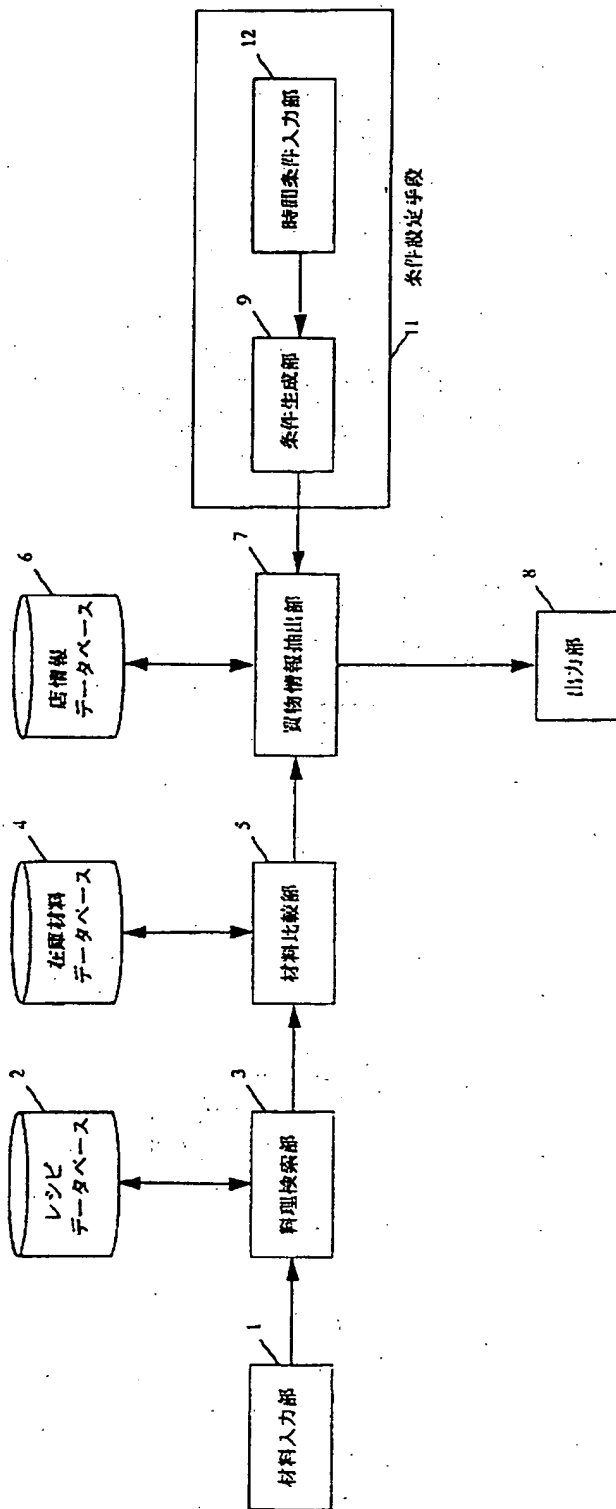 1
材料入力部
2
レシピ
データベース
3
料理検索部
4
在庫材料
データベース
5
材料比較部
6
店情報
データベース
7
買物情報抽出部
8
出力部
9
条件生成部
12
時間条件入力部
11
条件設定手段